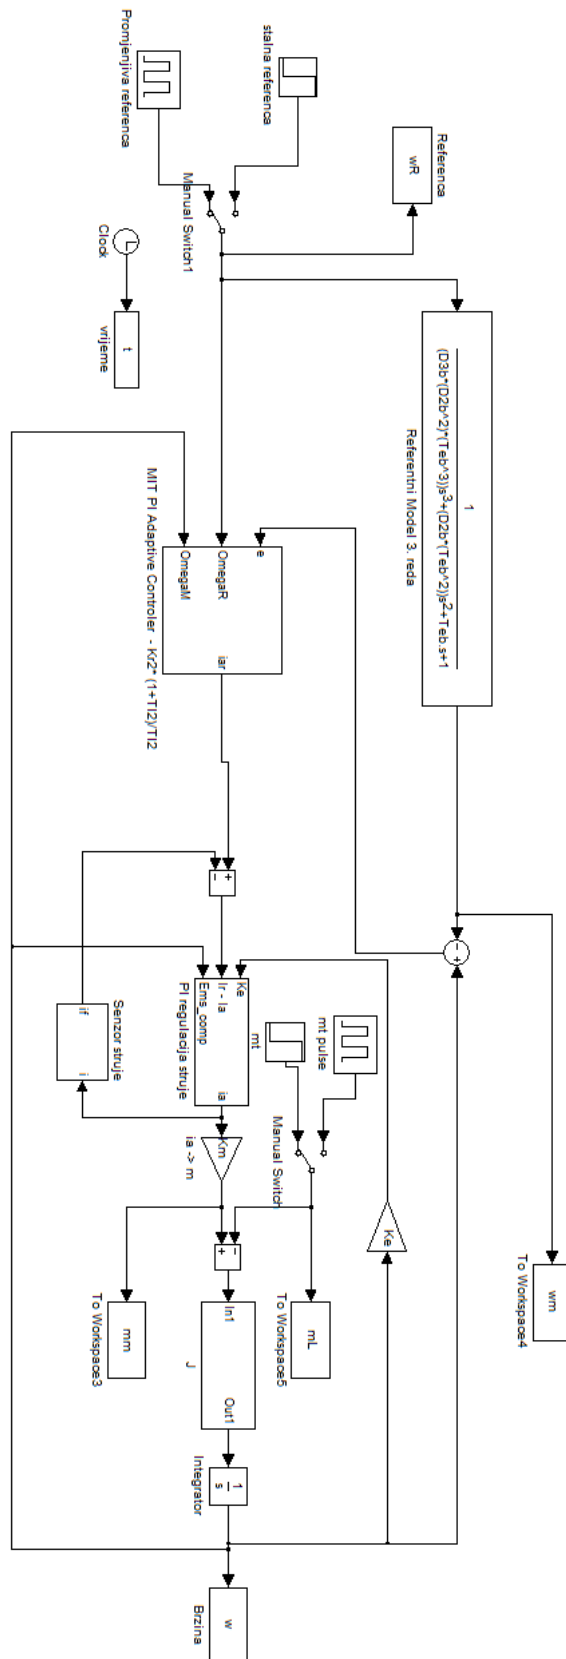 Promjenjiva referenca
stalna referenca
Referenca
wR
Manual Switch1
Clock
t
vrijeme
1
(D3b*(D2b^2)*(Teb^3))s³+(D2b*(Teb^2))s²+Teb.s+1
Referentni Model 3. reda
e
OmegaR
OmegaM
iar
MIT PI Adaptive Controler - Kr2* (1+TI2)/TI2
+
-
-
+
Ke
Ir - Ia
Ems_comp
ia
PI regulacija struje
if
i
Senzor struje
mt
mt pulse
Manual Switch
Km
ia -> m
Ke
-
+
mm
To Workspace3
mL
To Workspace5
wm
To Workspace4
In1
Out1
J
1
s
Integrator
w
Brzina